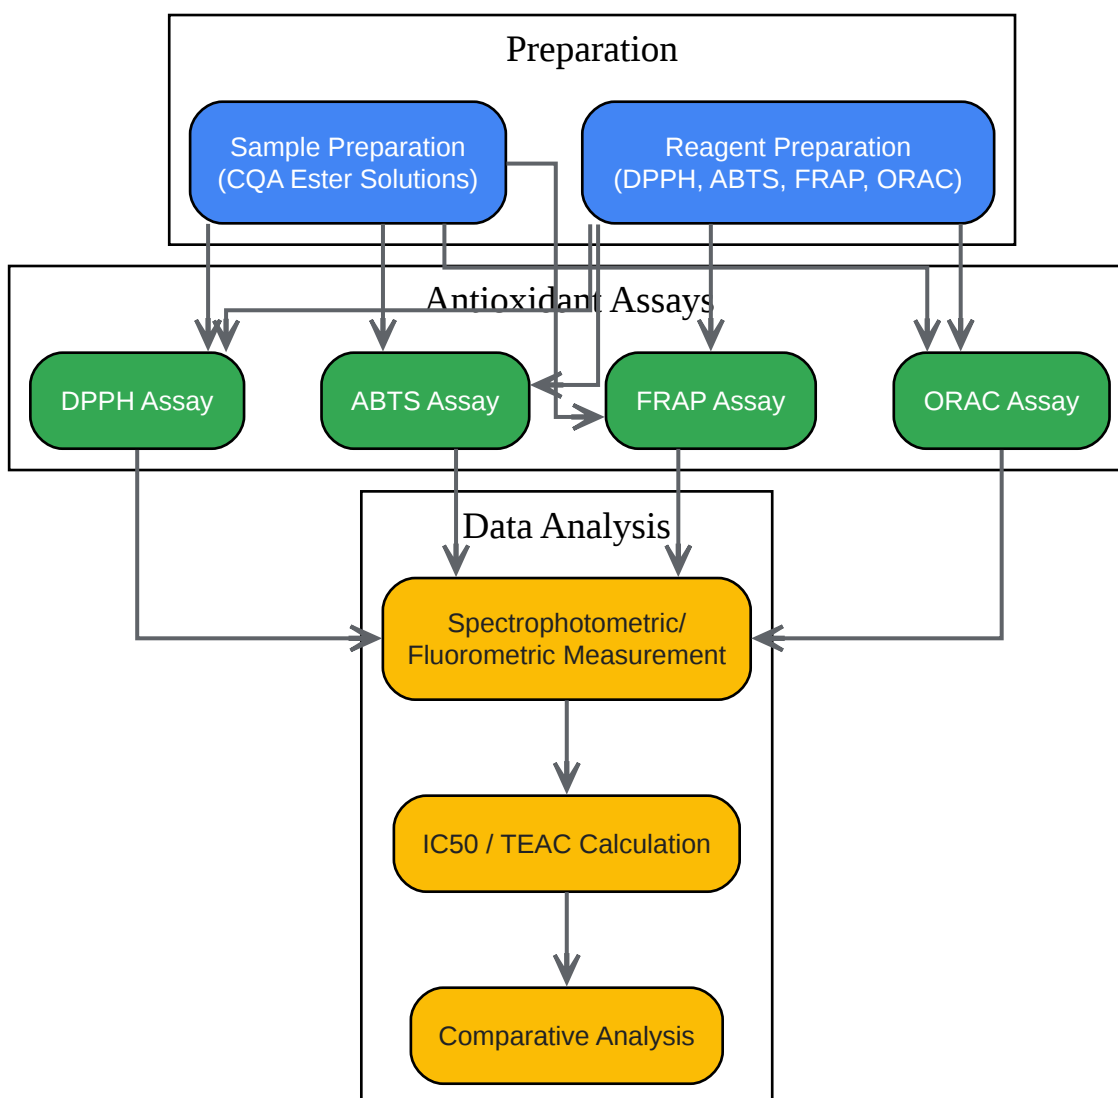 Preparation
Sample Preparation
(CQA Ester Solutions)
Reagent Preparation
(DPPH, ABTS, FRAP, ORAC)
Antioxidant Assays
DPPH Assay
ABTS Assay
FRAP Assay
ORAC Assay
Data Analysis
Spectrophotometric/
Fluorometric Measurement
IC50 / TEAC Calculation
Comparative Analysis